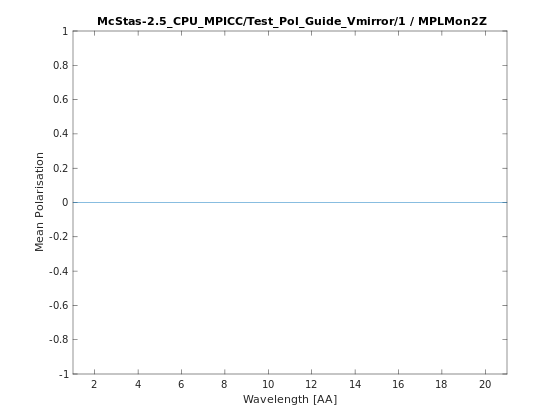 McStas-2.5_CPU_MPICC/Test_Pol_Guide_Vmirror/1 / MPLMon2Z
1
0.8
0.6
0.4
0.2
0
-0.2
-0.4
-0.6
-0.8
-1
Mean Polarisation
2 4 6 8 10 12 14 16 18 20
Wavelength [AA]